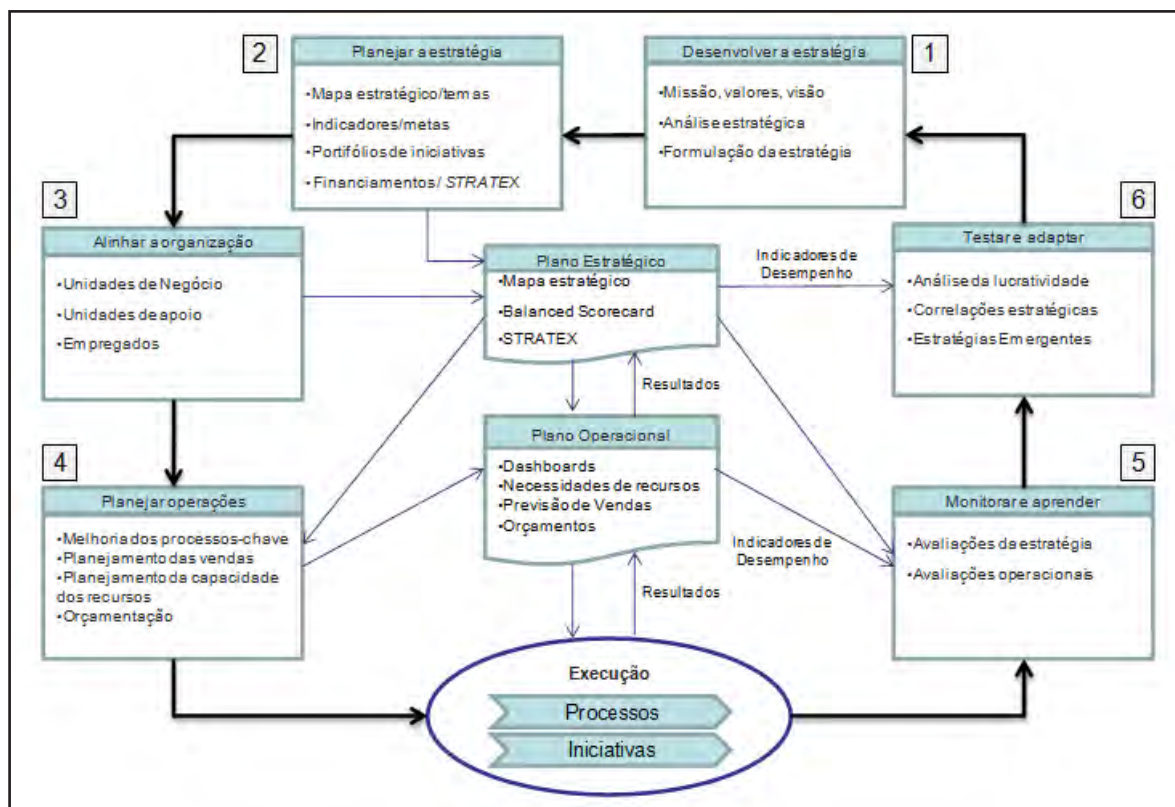 2
Planejar a estratégia
•Mapa estratégico/temas
•Indicadores/metas
•Portifólios de iniciativas
•Financiamentos/ STRATEX
Desenvolver a estratégia
1
•Missão, valores, visão
•Análise estratégica
•Formulação da estratégia
3
Alinhar a organização
•Unidades de Negócio
•Unidades de apoio
•Empregados
Plano Estratégico
•Mapa estratégico
•Balanced Scorecard
•STRATEX
Indicadores de
Desempenho
6
Testar e adaptar
•Análise da lucratividade
•Correlações estratégicas
•Estratégias Emergentes
Resultados
4
Planejar operações
•Melhoria dos processos-chave
•Planejamento das vendas
•Planejamento da capacidade
dos recursos
•Orçamentação
Plano Operacional
•Dashboards
•Necessidades de recursos
•Previsão de Vendas
•Orçamentos
Indicadores de
Desempenho
5
Monitorar e aprender
•Avaliações da estratégia
•Avaliações operacionais
Resultados
Execução
Processos
Iniciativas